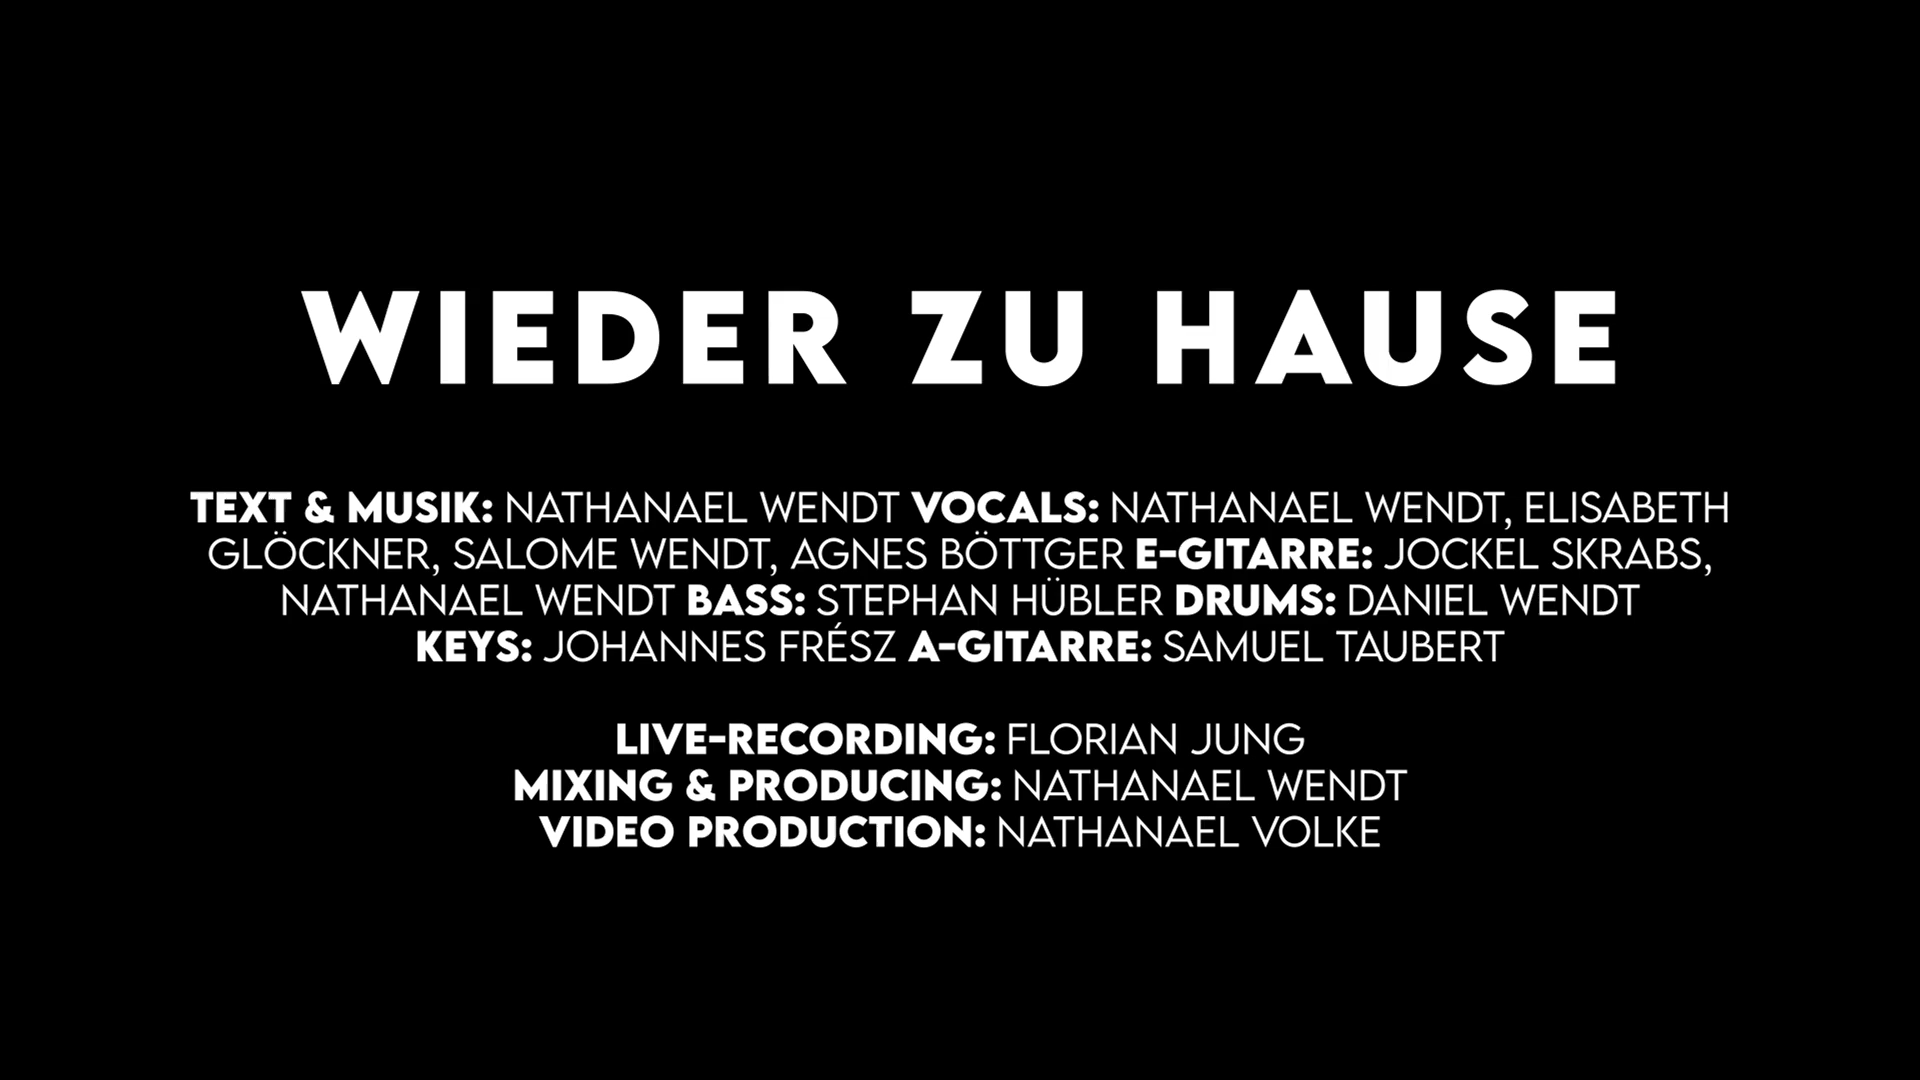 WIEDER ZU HAUSE
TEXT & MUSIK: NATHANAEL WENDT VOCALS: NATHANAEL WENDT, ELISABETH
GLÖCKNER, SALOME WENDT, AGNES BÖTTGER E-GITARRE: JOCKEL SKRABS,
NATHANAEL WENDT BASS: STEPHAN HÜBLER DRUMS: DANIEL WENDT
KEYS: JOHANNES FRÉSZ A-GITARRE: SAMUEL TAUBERT
LIVE-RECORDING: FLORIAN JUNG
MIXING & PRODUCING: NATHANAEL WENDT
VIDEO PRODUCTION: NATHANAEL VOLKE